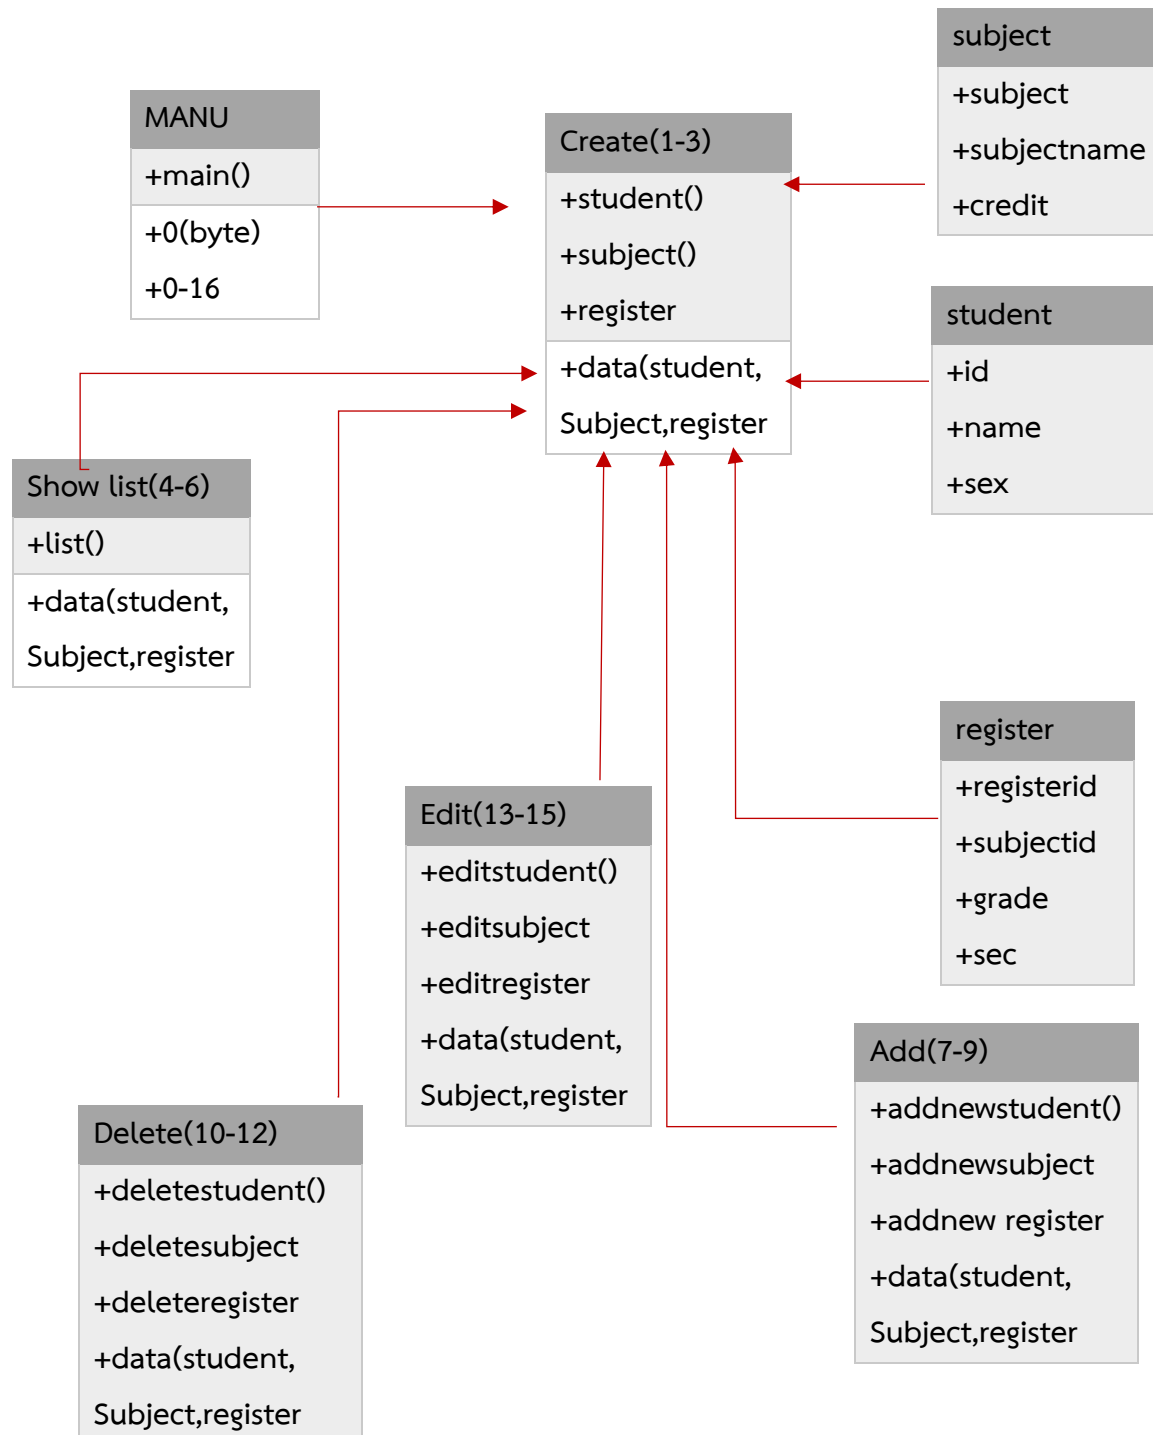 subject
+subject
+subjectname
+credit
MANU
+main()
+0(byte)
+0-16
Create(1-3)
+student()
+subject()
+register
+data(student,
Subject,register
student
+id
+name
+sex
Show list(4-6)
+list()
+data(student,
Subject,register
register
+registerid
+subjectid
+grade
+sec
Edit(13-15)
+editstudent()
+editsubject
+editregister
+data(student,
Subject,register
Add(7-9)
+addnewstudent()
+addnewsubject
+addnew register
+data(student,
Subject,register
Delete(10-12)
+deletestudent()
+deletesubject
+deleteregister
+data(student,
Subject,register